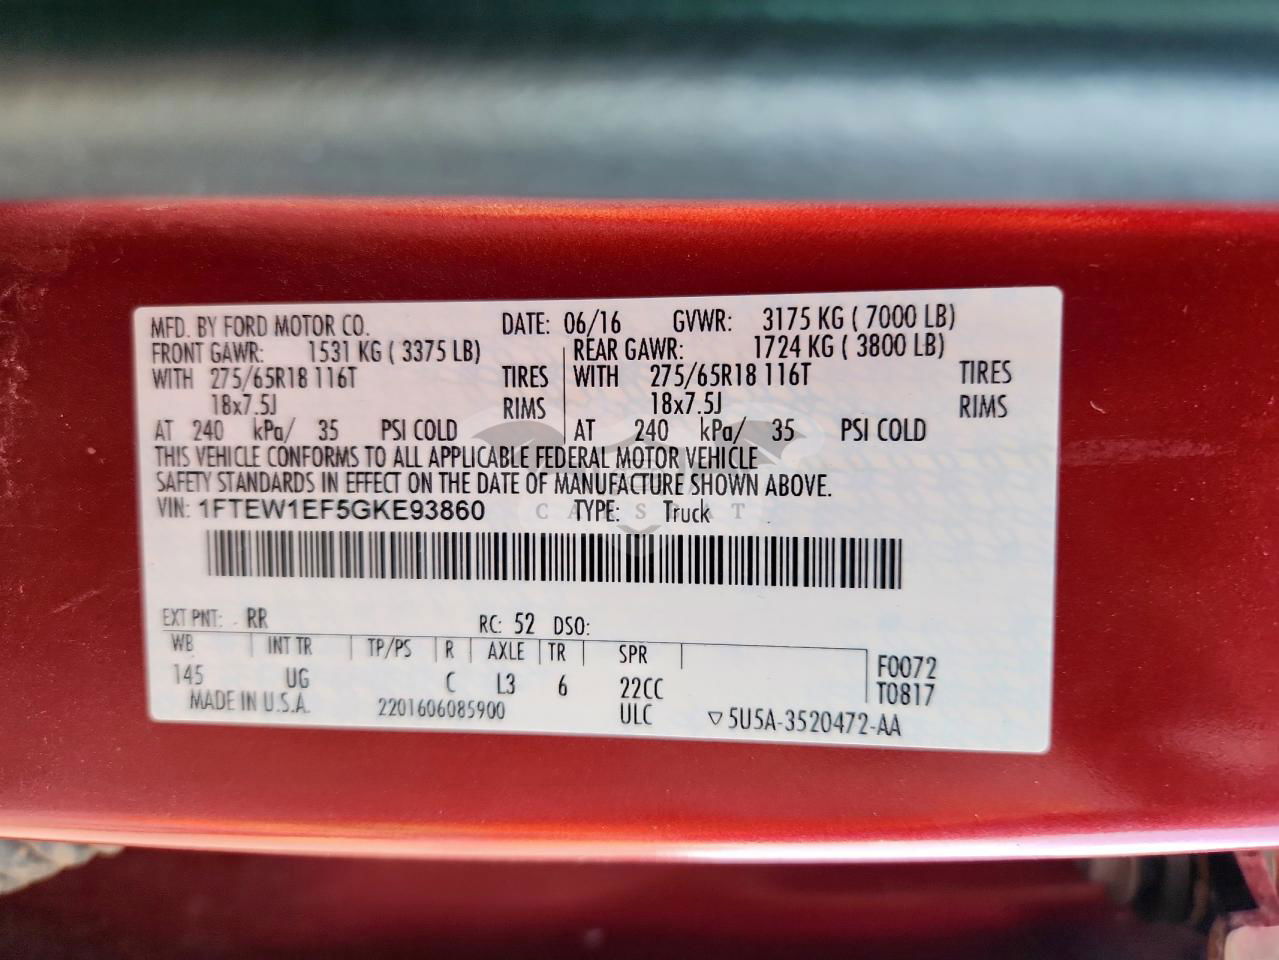 MFD. BY FORD MOTOR CO. DATE: 06/16 GVWR: 3175 KG ( 7000 LB)
FRONT GAWR: 1531 KG ( 3375 LB) REAR GAWR: 1724 KG ( 3800 LB)
WITH 275/65R18 116T TIRES WITH 275/65R18 116T TIRES
18x7.5J RIMS 18x7.5J RIMS
AT 240 kPa/ 35 PSI COLD AT 240 kPa/ 35 PSI COLD
THIS VEHICLE CONFORMS TO ALL APPLICABLE FEDERAL MOTOR VEHICLE
SAFETY STANDARDS IN EFFECT ON THE DATE OF MANUFACTURE SHOWN ABOVE.
VIN: 1FTEW1EF5GKE93860 TYPE: Truck
EXT PNT: RR RC: 52 DSO:
WB INT TR TP/PS R AXLE TR SPR
145 UG C L3 6 22CC F0072
ULC T0817
MADE IN U.S.A. 2201606085900 ▽5U5A-3520472-AA